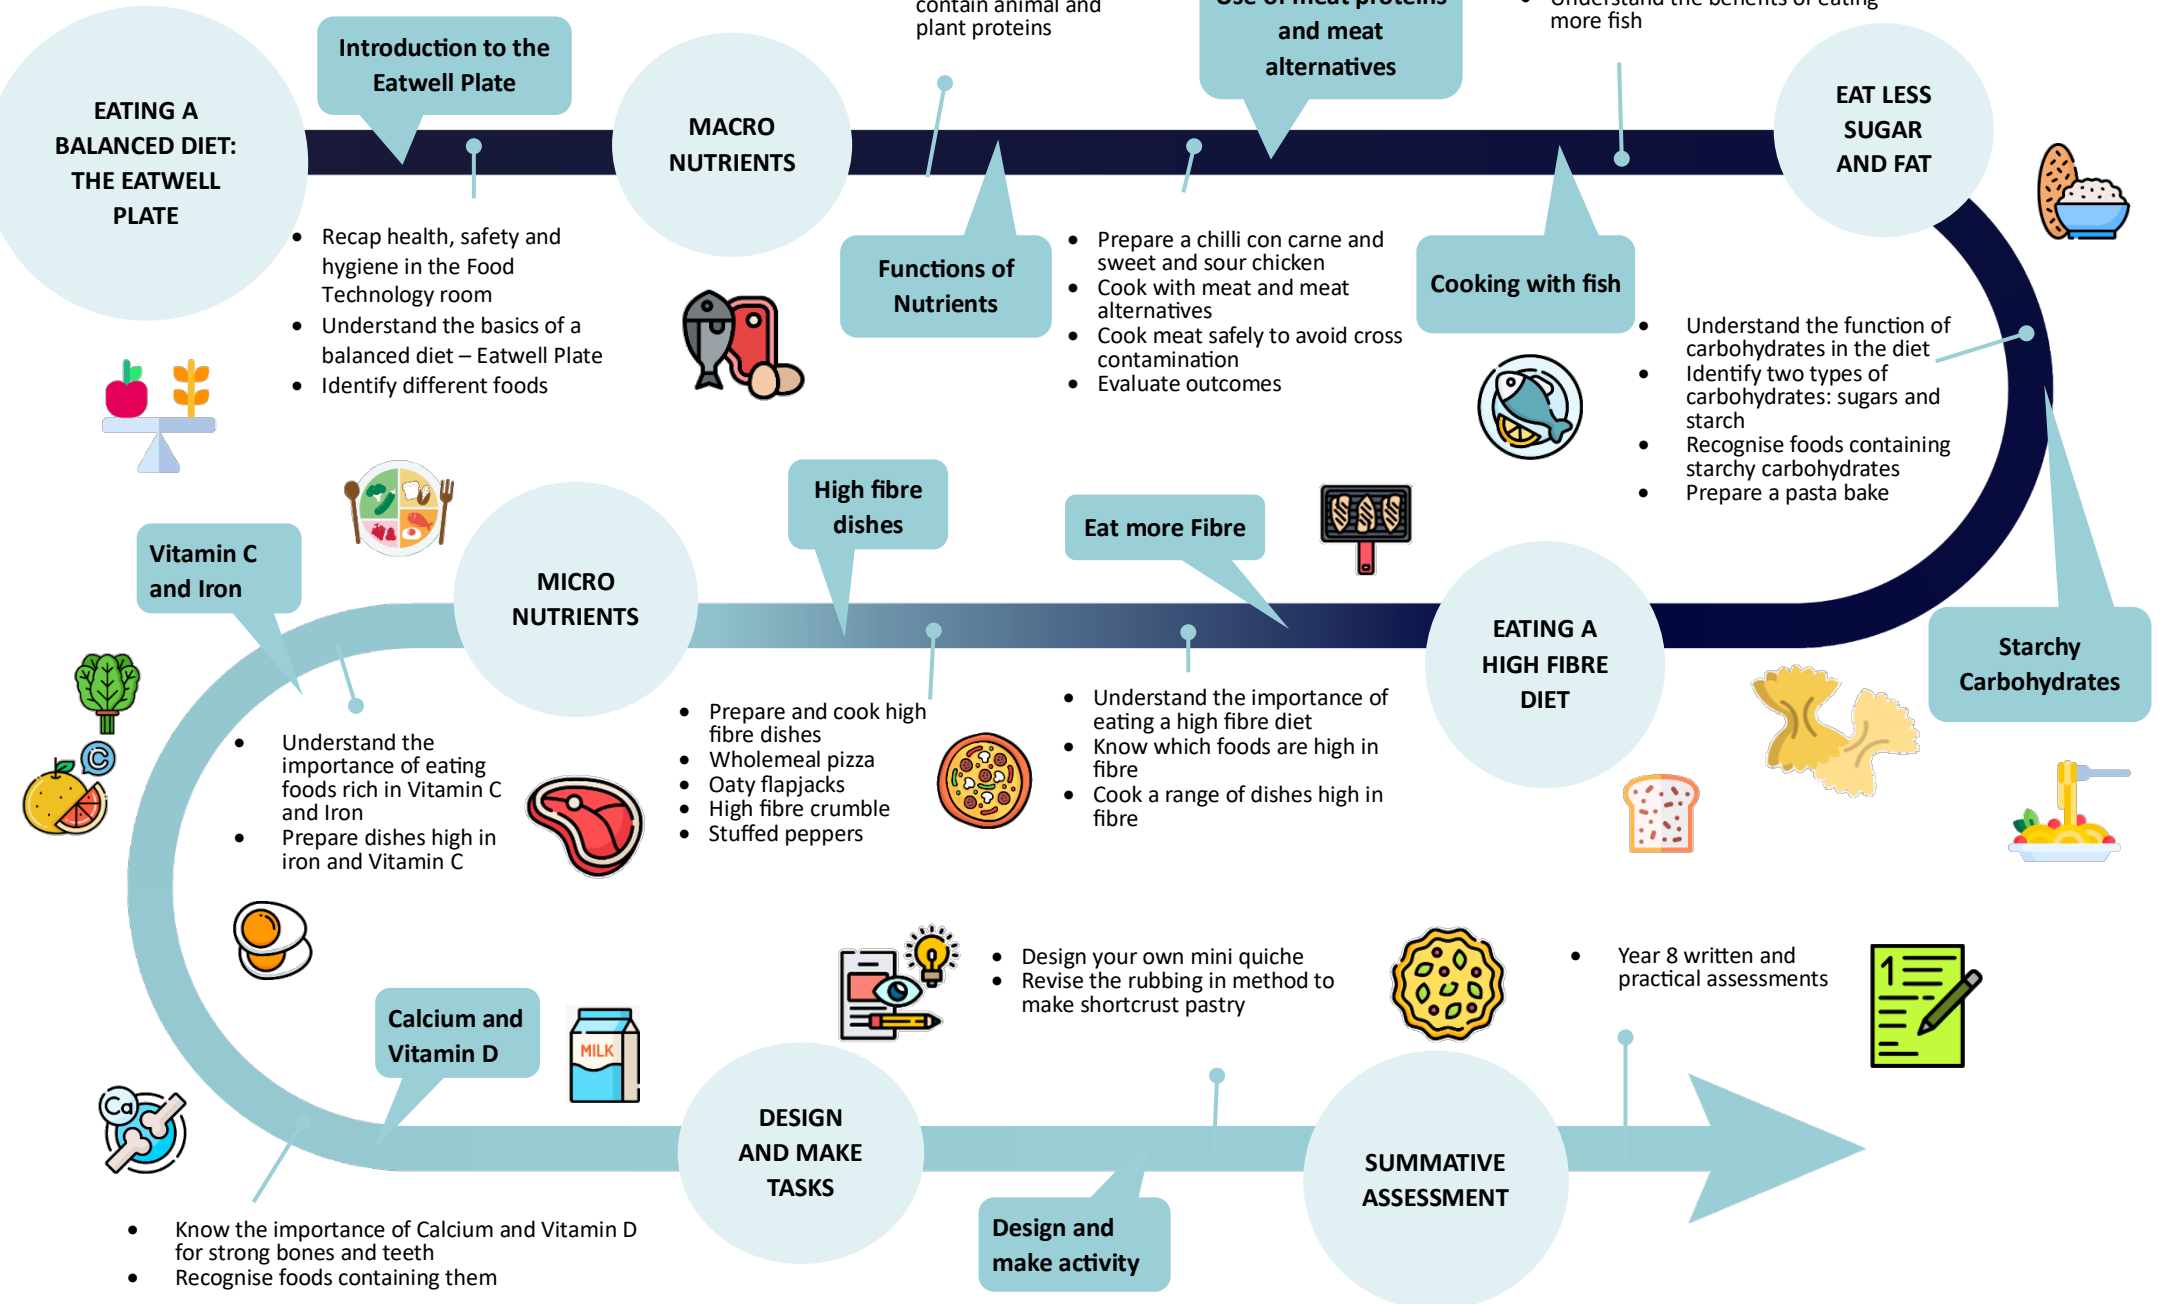 contain animal and
plant proteins
Use of meat proteins
and meat
alternatives
Understand the benefits of eating
more fish
Introduction to the
Eatwell Plate
EATING A
BALANCED DIET:
THE EATWELL
PLATE
MACRO
NUTRIENTS
EAT LESS
SUGAR
AND FAT
• Recap health, safety and
hygiene in the Food
Technology room
• Understand the basics of a
balanced diet – Eatwell Plate
• Identify different foods
Functions of
Nutrients
• Prepare a chilli con carne and
sweet and sour chicken
• Cook with meat and meat
alternatives
• Cook meat safely to avoid cross
contamination
• Evaluate outcomes
Cooking with fish
• Understand the function of
carbohydrates in the diet
• Identify two types of
carbohydrates: sugars and
starch
• Recognise foods containing
starchy carbohydrates
• Prepare a pasta bake
Starchy
Carbohydrates
EATING A
HIGH FIBRE
DIET
Eat more Fibre
• Understand the importance of
eating a high fibre diet
• Know which foods are high in
fibre
• Cook a range of dishes high in
fibre
High fibre
dishes
• Prepare and cook high
fibre dishes
• Wholemeal pizza
• Oaty flapjacks
• High fibre crumble
• Stuffed peppers
MICRO
NUTRIENTS
Vitamin C
and Iron
C
• Understand the
importance of eating
foods rich in Vitamin C
and Iron
• Prepare dishes high in
iron and Vitamin C
Calcium and
Vitamin D
MILK
Ca
• Know the importance of Calcium and Vitamin D
for strong bones and teeth
• Recognise foods containing them
DESIGN
AND MAKE
TASKS
• Design your own mini quiche
• Revise the rubbing in method to
make shortcrust pastry
Design and
make activity
SUMMATIVE
ASSESSMENT
• Year 8 written and
practical assessments
1